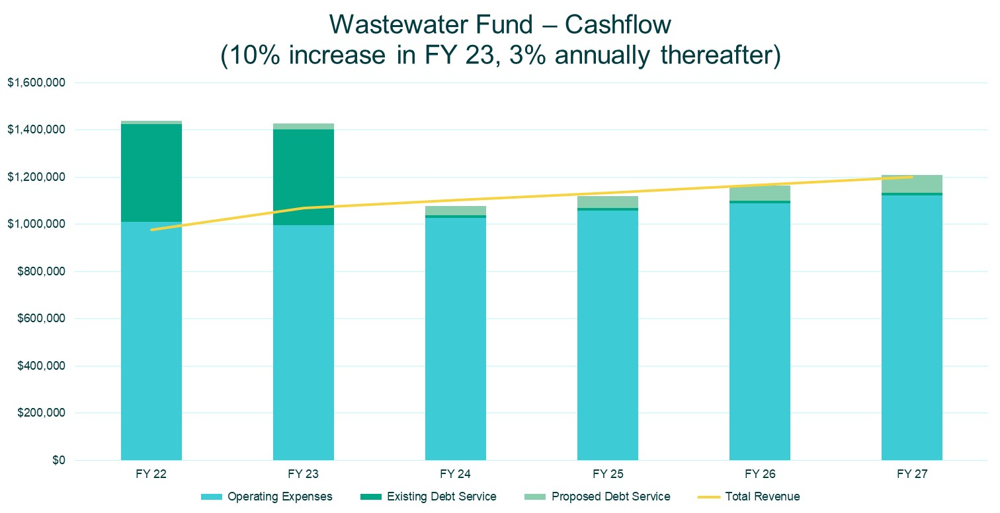 Wastewater Fund – Cashflow
(10% increase in FY 23, 3% annually thereafter)
$1,600,000
$1,400,000
$1,200,000
$1,000,000
$800,000
$600,000
$400,000
$200,000
$0
FY 22 FY 23 FY 24 FY 25 FY 26 FY 27
Operating Expenses Existing Debt Service Proposed Debt Service Total Revenue